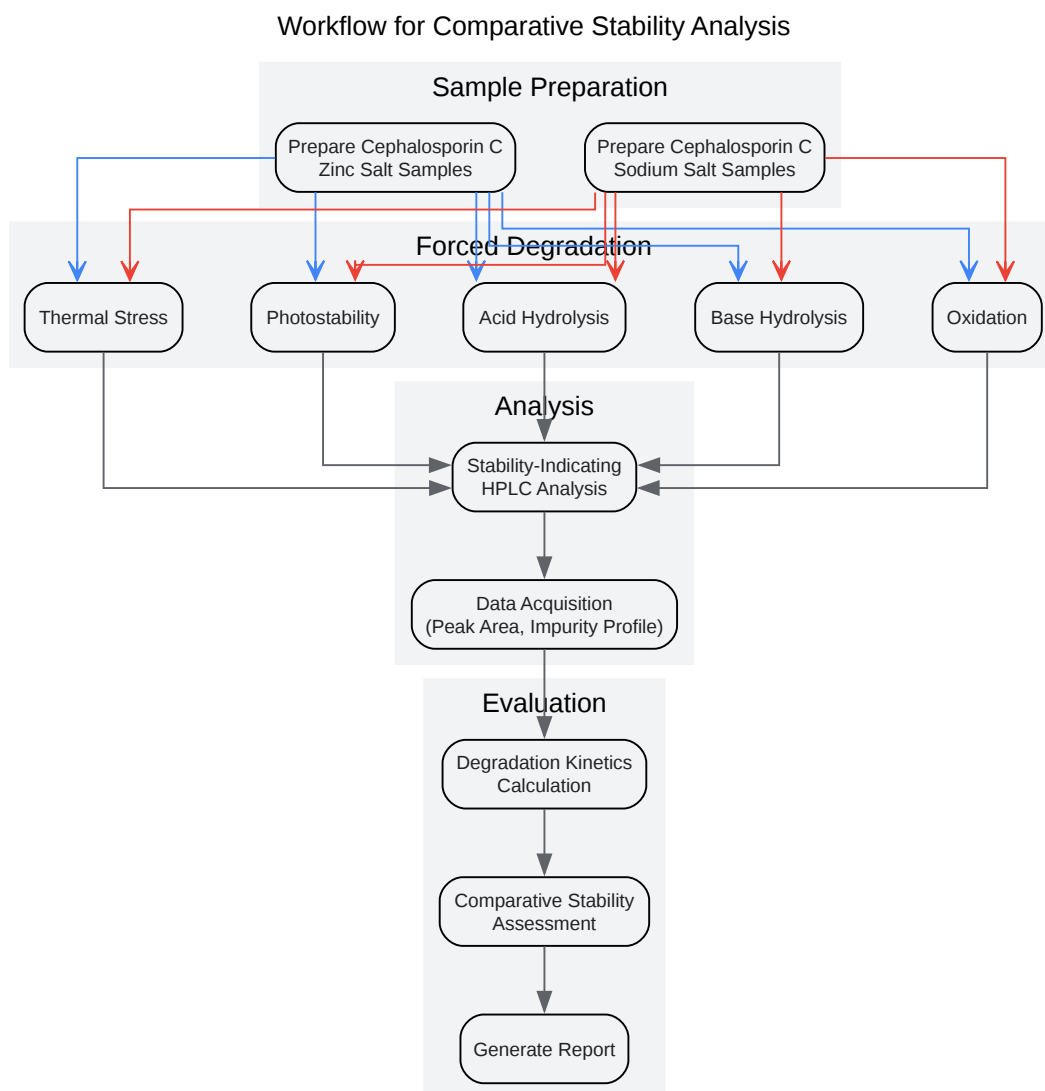 Workflow for Comparative Stability Analysis
Sample Preparation
Prepare Cephalosporin C
Zinc Salt Samples
Prepare Cephalosporin C
Sodium Salt Samples
Forced Degradation
Thermal Stress
Photostability
Acid Hydrolysis
Base Hydrolysis
Oxidation
Analysis
Stability-Indicating
HPLC Analysis
Data Acquisition
(Peak Area, Impurity Profile)
Evaluation
Degradation Kinetics
Calculation
Comparative Stability
Assessment
Generate Report